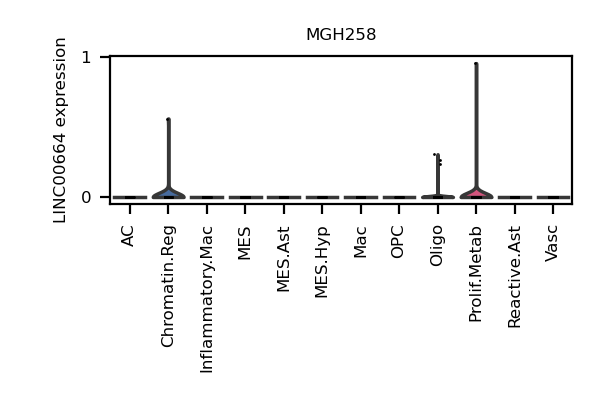 MGH258
LINC00664 expression
1
0
AC
Chromatin.Reg
Inflammatory.Mac
MES
MES.Ast
MES.Hyp
Mac
OPC
Oligo
Prolif.Metab
Reactive.Ast
Vasc